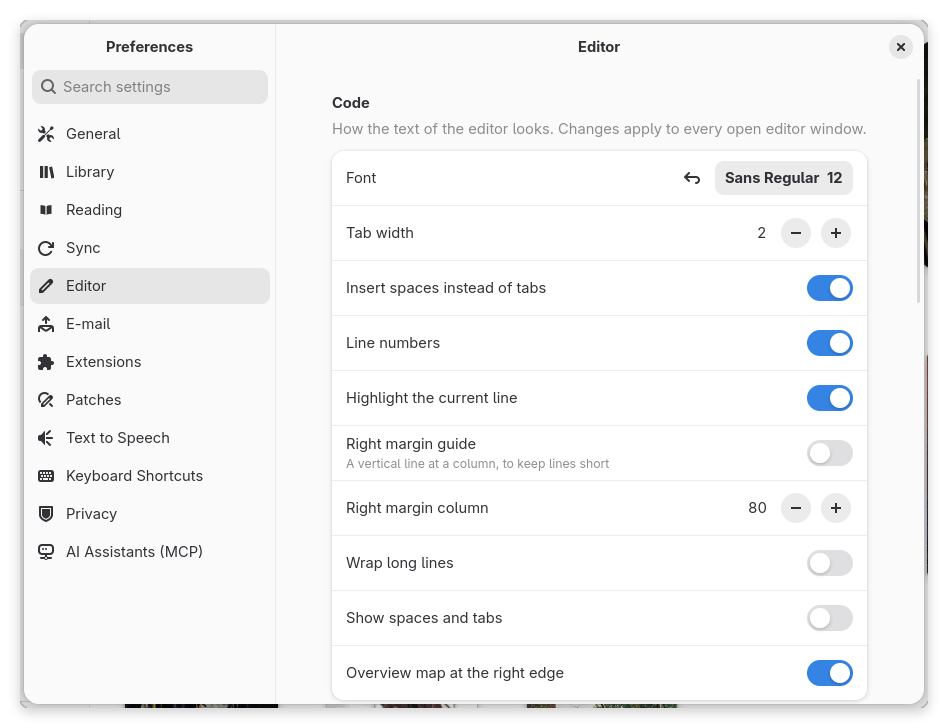 Preferences
Search settings
General
Library
Reading
Sync
Editor
E-mail
Extensions
Patches
Text to Speech
Keyboard Shortcuts
Privacy
AI Assistants (MCP)
Editor
Code
How the text of the editor looks. Changes apply to every open editor window.
Font
Sans Regular 12
Tab width
2
Insert spaces instead of tabs
Line numbers
Highlight the current line
Right margin guide
A vertical line at a column, to keep lines short
Right margin column
80
Wrap long lines
Show spaces and tabs
Overview map at the right edge